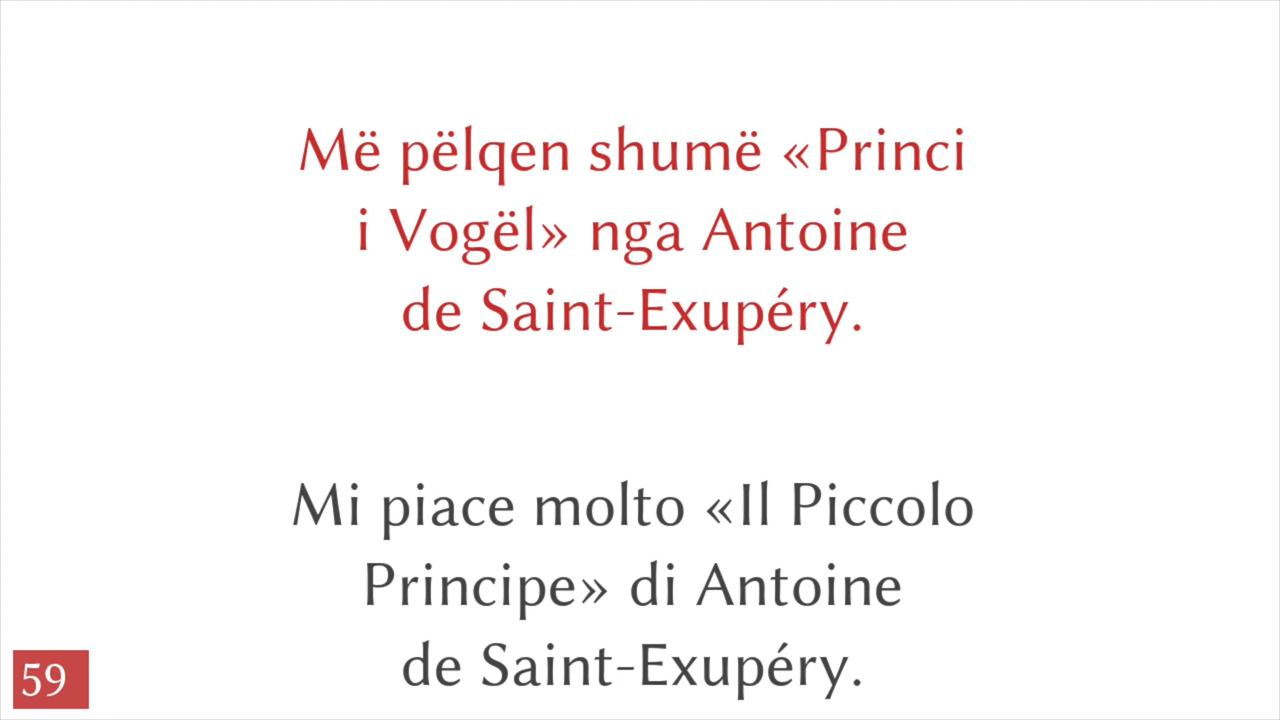 Më pëlqen shumë «Princi
i Vogël» nga Antoine
de Saint-Exupéry.
Mi piace molto «Il Piccolo
Principe» di Antoine
de Saint-Exupéry.
59